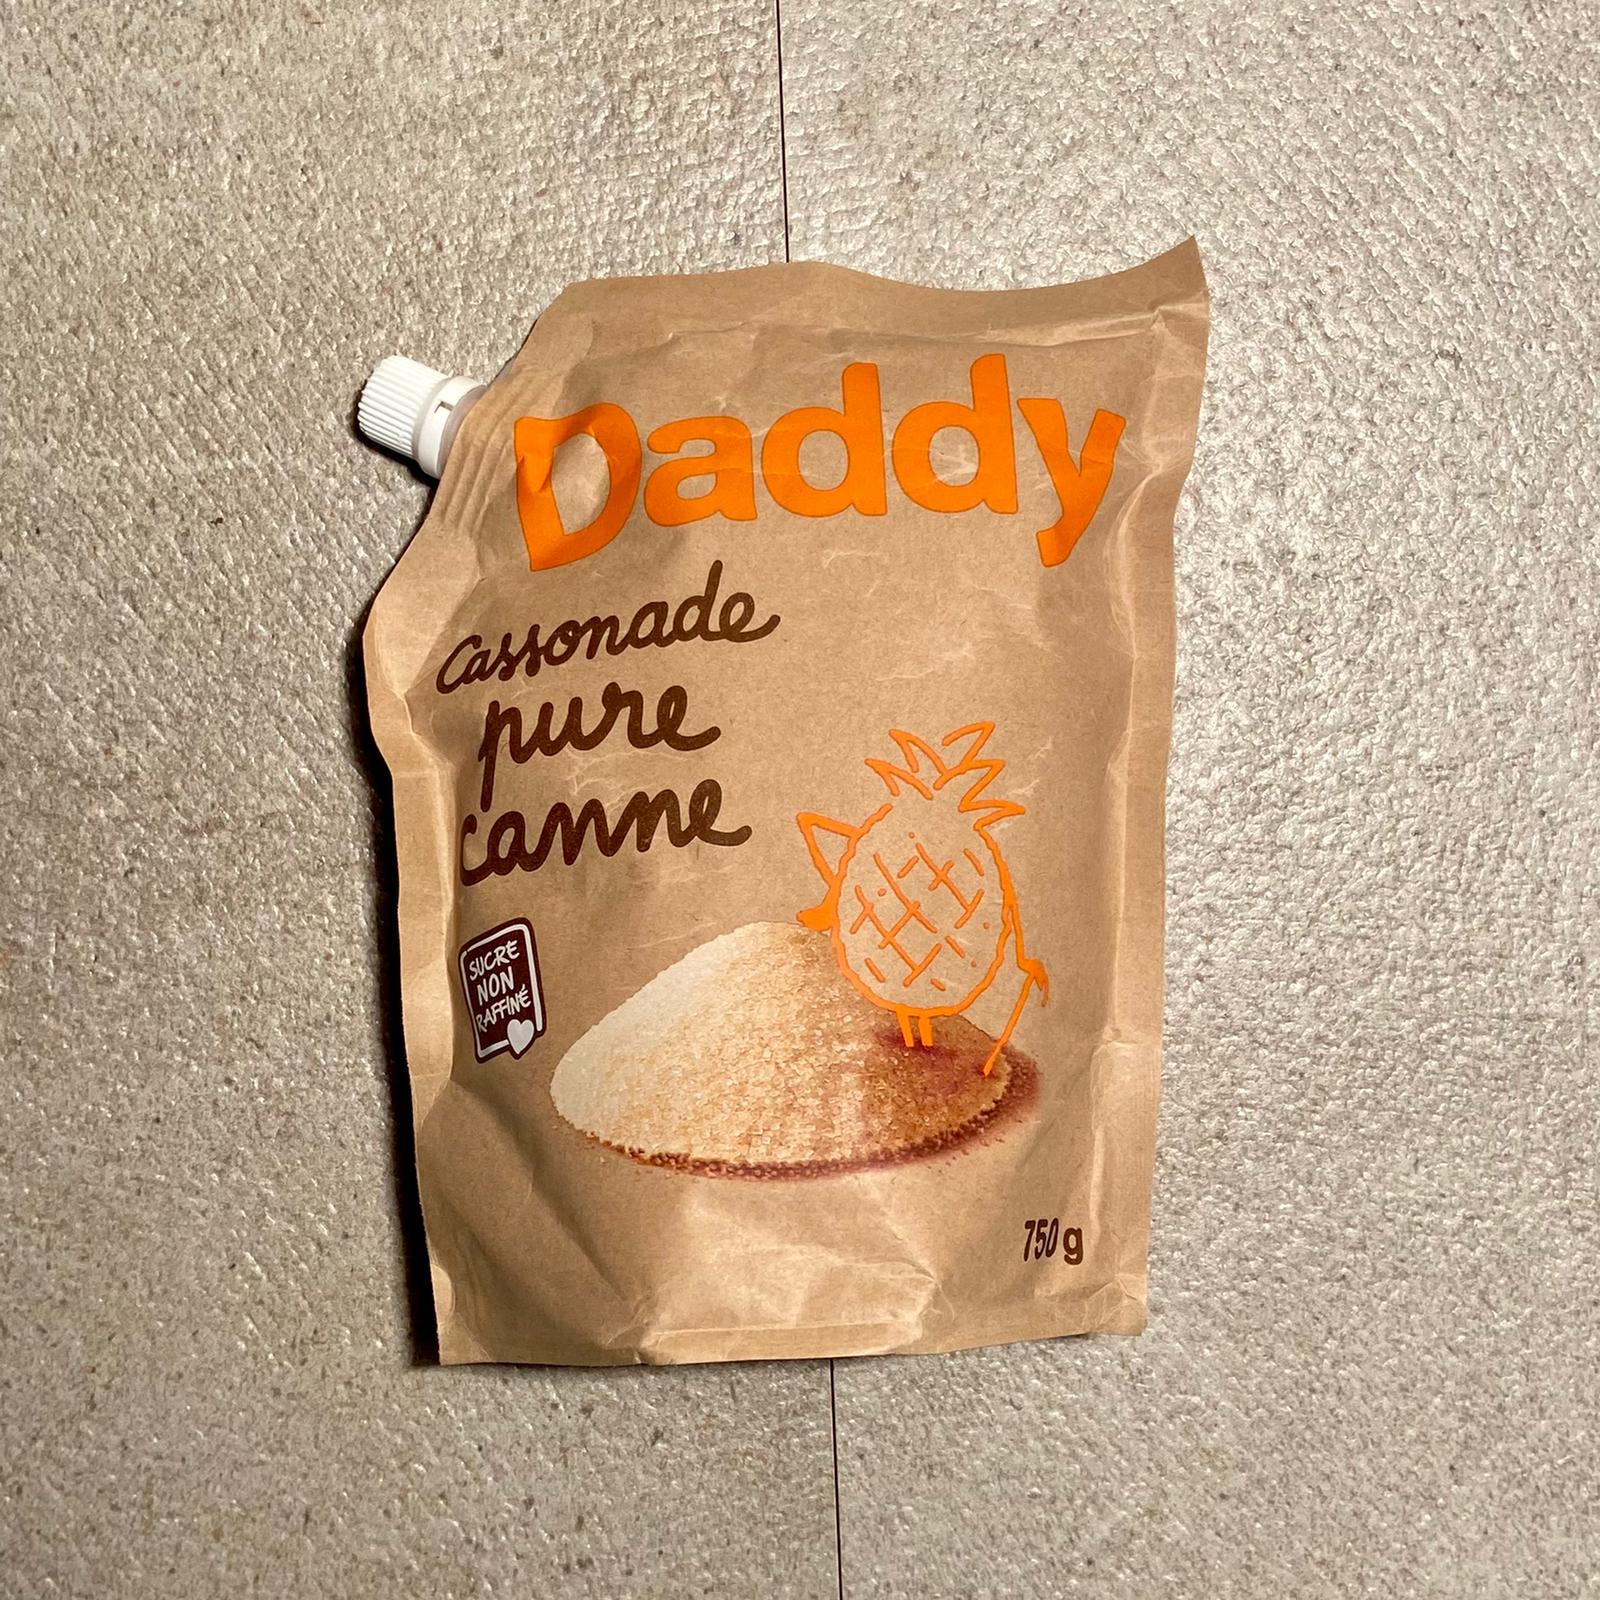 Daddy
Cassonade
pure
canne
SUCRE
NON
RAFFINÉ
750 g